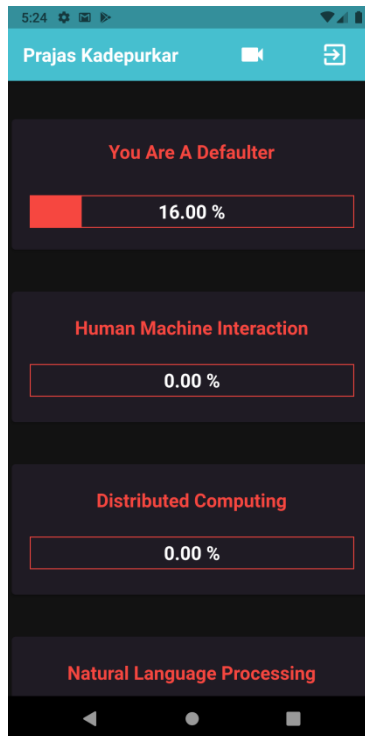 5:24
Prajas Kadepurkar
You Are A Defaulter
16.00 %
Human Machine Interaction
0.00 %
Distributed Computing
0.00 %
Natural Language Processing